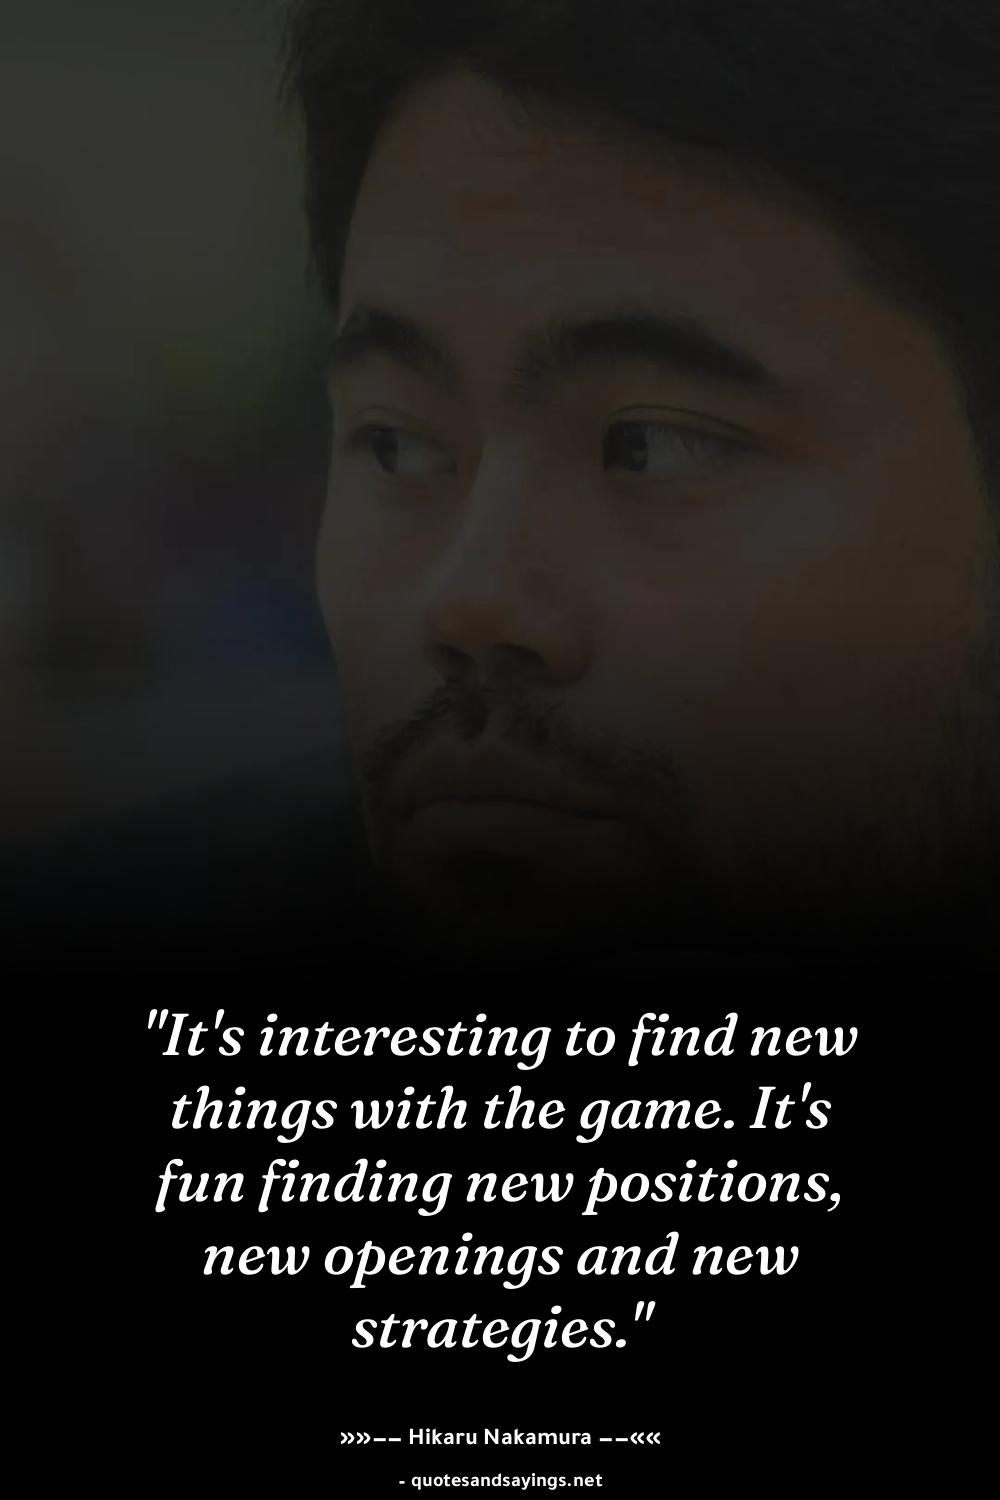 "It's interesting to find new
things with the game. It's
fun finding new positions,
new openings and new
strategies."
»»−− Hikaru Nakamura −−««
- quotesandsayings.net